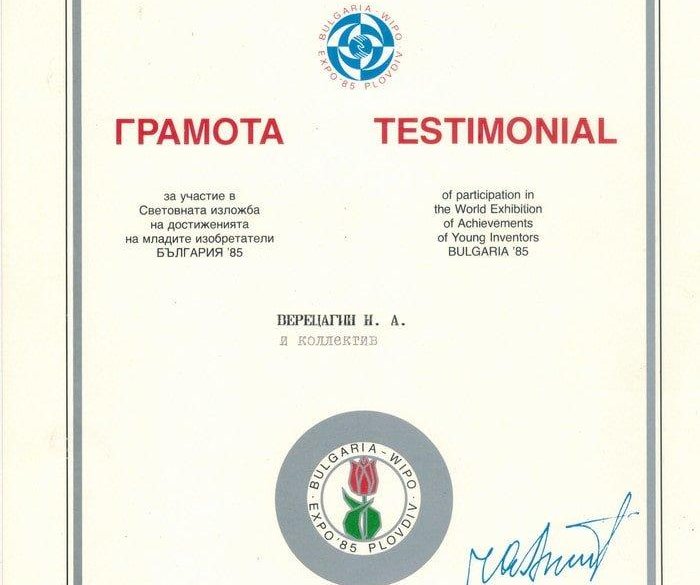 BULGARIA - WIPO
EXPO '85 PLOVDIV
ГРАМОТА
за участие в
Световната изложба
на достиженията
на младите изобретатели
БЪЛГАРИЯ '85
TESTIMONIAL
of participation in
the World Exhibition
of Achievements
of Young Inventors
BULGARIA '85
ВЕРЕЦАГИН Н. А.
и коллектив
BULGARIA - WIPO
EXPO '85 PLOVDIV